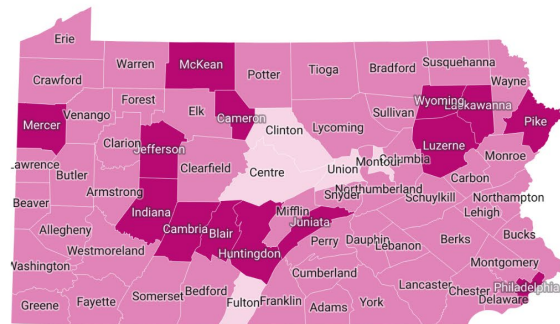 Erie
Susquehanna
Warren
McKean
Bradford
Tioga
Potter
Crawford
Wayne
Forest
Wyoming
Lackawanna
Elk
Sullivan
Venango
Cameron
Mercer
Pike
Clinton
Lycoming
Clarion
Jefferson
Luzerne
Monroe
Columbia
Montour
Lawrence
Clearfield
Centre
Union
Butler
Carbon
Northumberland
Armstrong
Snyder
Northampton
Schuylkill
Beaver
Lehigh
Mifflin
Indiana
Juniata
Allegheny
Cambria
Blair
Bucks
Perry
Dauphin
Berks
Lebanon
Westmoreland
Huntingdon
Montgomery
Washington
Cumberland
Lancaster
Philadelphia
Bedford
Somerset
Chester
Fulton
Franklin
Delaware
Greene
Fayette
Adams
York